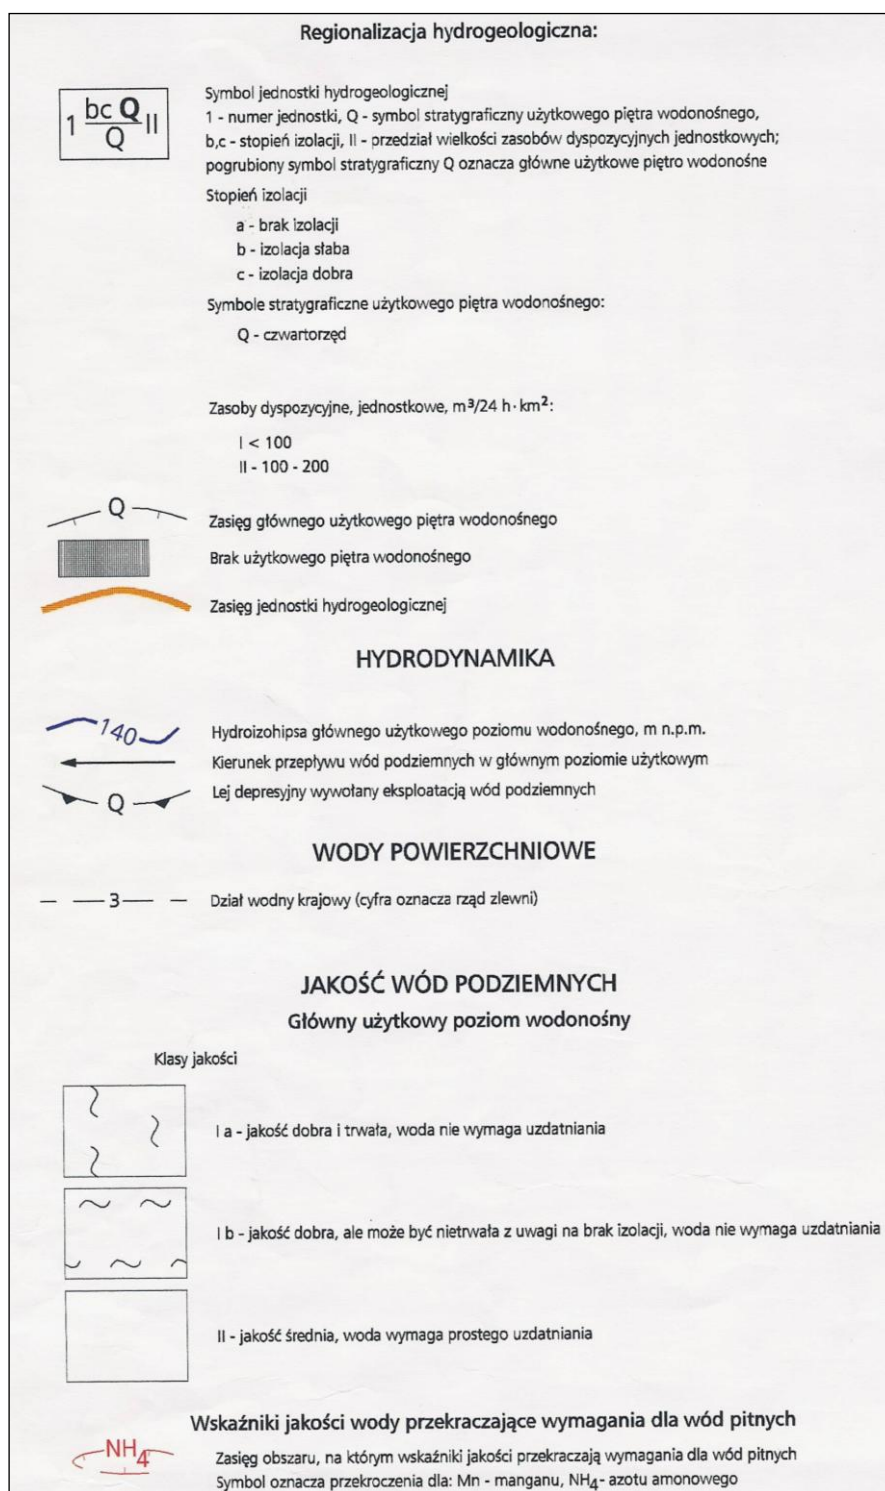 Regionalizacja hydrogeologiczna:
1 bc Q
Q II
Symbol jednostki hydrogeologicznej
1 - numer jednostki, Q - symbol stratygraficzny użytkowego piętra wodonośnego,
b,c - stopień izolacji, II - przedział wielkości zasobów dyspozycyjnych jednostkowych;
pogrubiony symbol stratygraficzny Q oznacza główne użytkowe piętro wodonośne
Stopień izolacji
a - brak izolacji
b - izolacja słaba
c - izolacja dobra
Symbole stratygraficzne użytkowego piętra wodonośnego:
Q - czwartorzęd
Zasoby dyspozycyjne, jednostkowe, m³/24 h·km²:
I < 100
II - 100 - 200
Q
Zasięg głównego użytkowego piętra wodonośnego
Brak użytkowego piętra wodonośnego
Zasięg jednostki hydrogeologicznej
HYDRODYNAMIKA
140
Hydroizohipsa głównego użytkowego poziomu wodonośnego, m n.p.m.
Kierunek przepływu wód podziemnych w głównym poziomie użytkowym
Q
Lej depresyjny wywołany eksploatacją wód podziemnych
WODY POWIERZCHNIOWE
3
Dział wodny krajowy (cyfra oznacza rząd zlewni)
JAKOŚĆ WÓD PODZIEMNYCH
Główny użytkowy poziom wodonośny
Klasy jakości
I a - jakość dobra i trwała, woda nie wymaga uzdatniania
I b - jakość dobra, ale może być nietrwała z uwagi na brak izolacji, woda nie wymaga uzdatniania
II - jakość średnia, woda wymaga prostego uzdatniania
Wskaźniki jakości wody przekraczające wymagania dla wód pitnych
NH4
Zasięg obszaru, na którym wskaźniki jakości przekraczają wymagania dla wód pitnych
Symbol oznacza przekroczenia dla: Mn - manganu, NH4- azotu amonowego